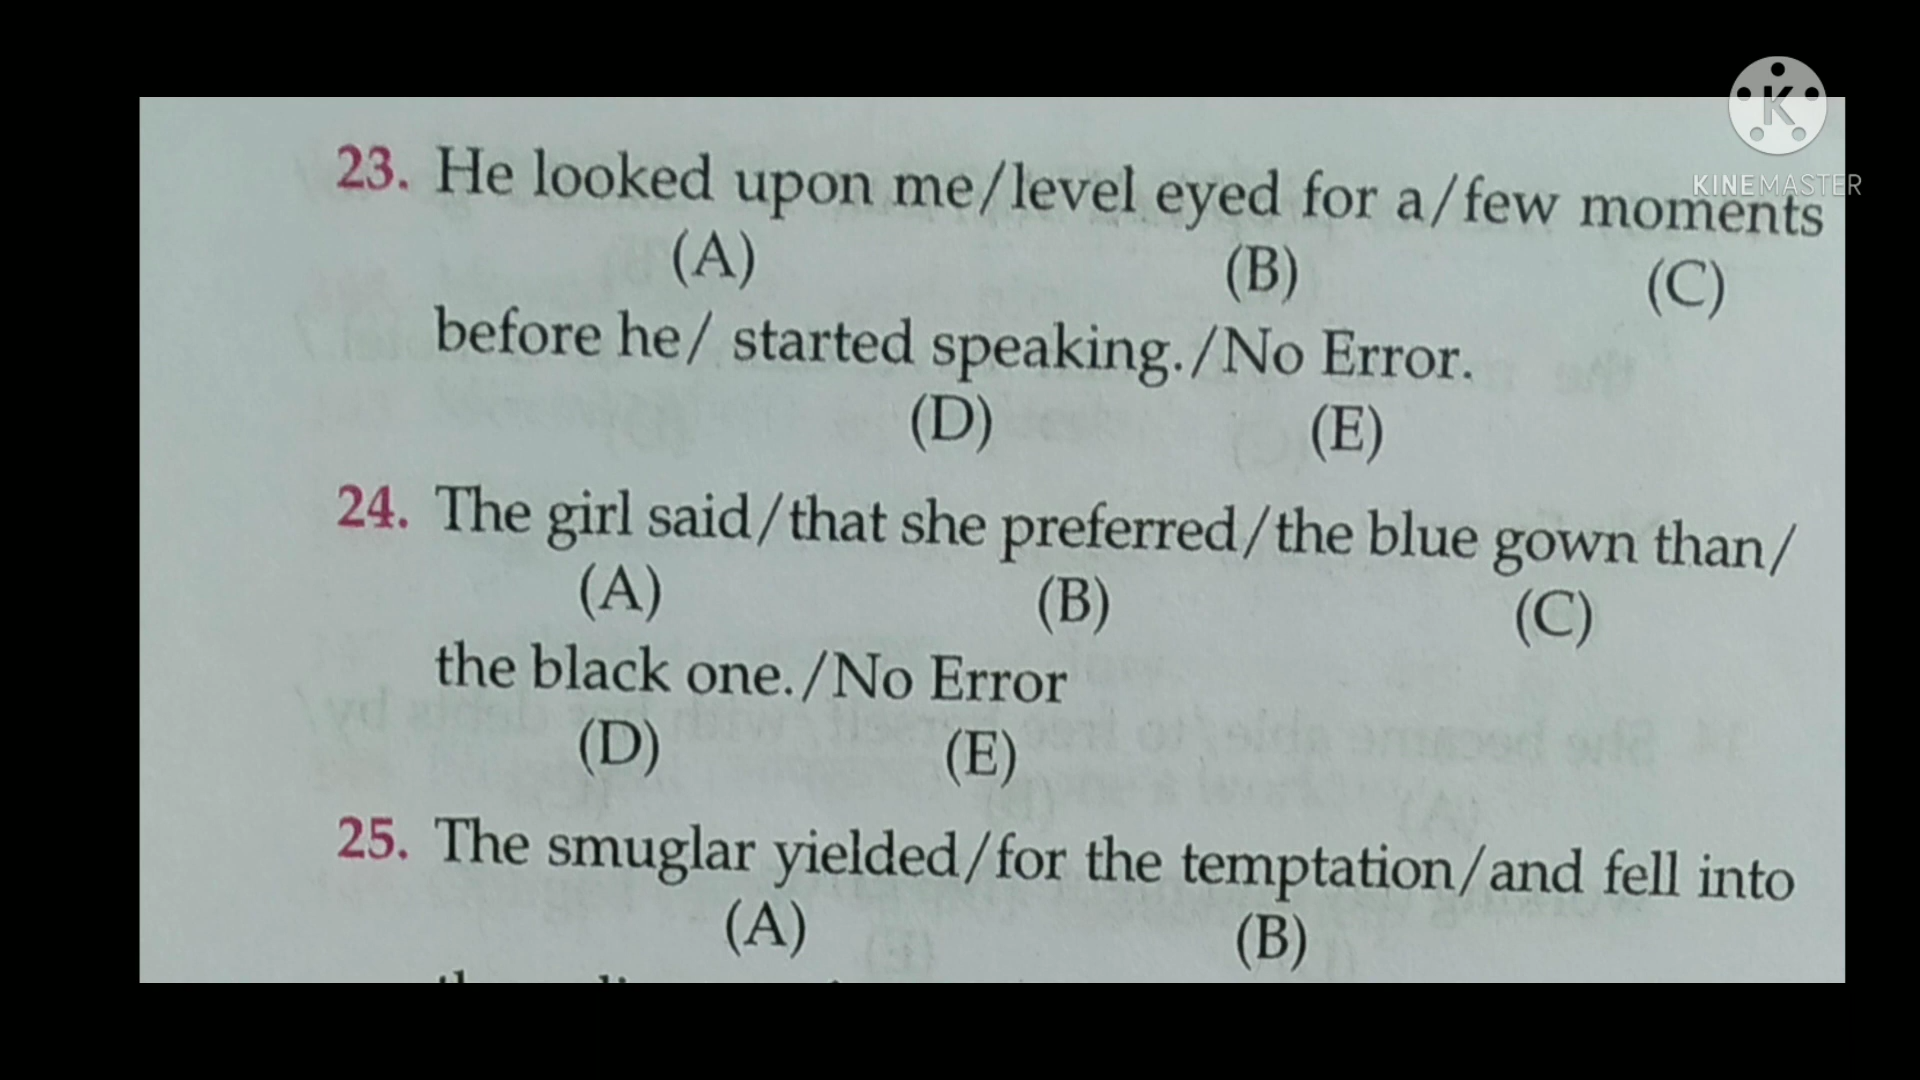 K
KINEMASTER
23. He looked upon me/level eyed for a/few moments
(A) (B) (C)
before he/ started speaking./No Error.
(D) (E)
24. The girl said/that she preferred/the blue gown than/
(A) (B) (C)
the black one./No Error
(D) (E)
25. The smuglar yielded/for the temptation/and fell into
(A) (B)